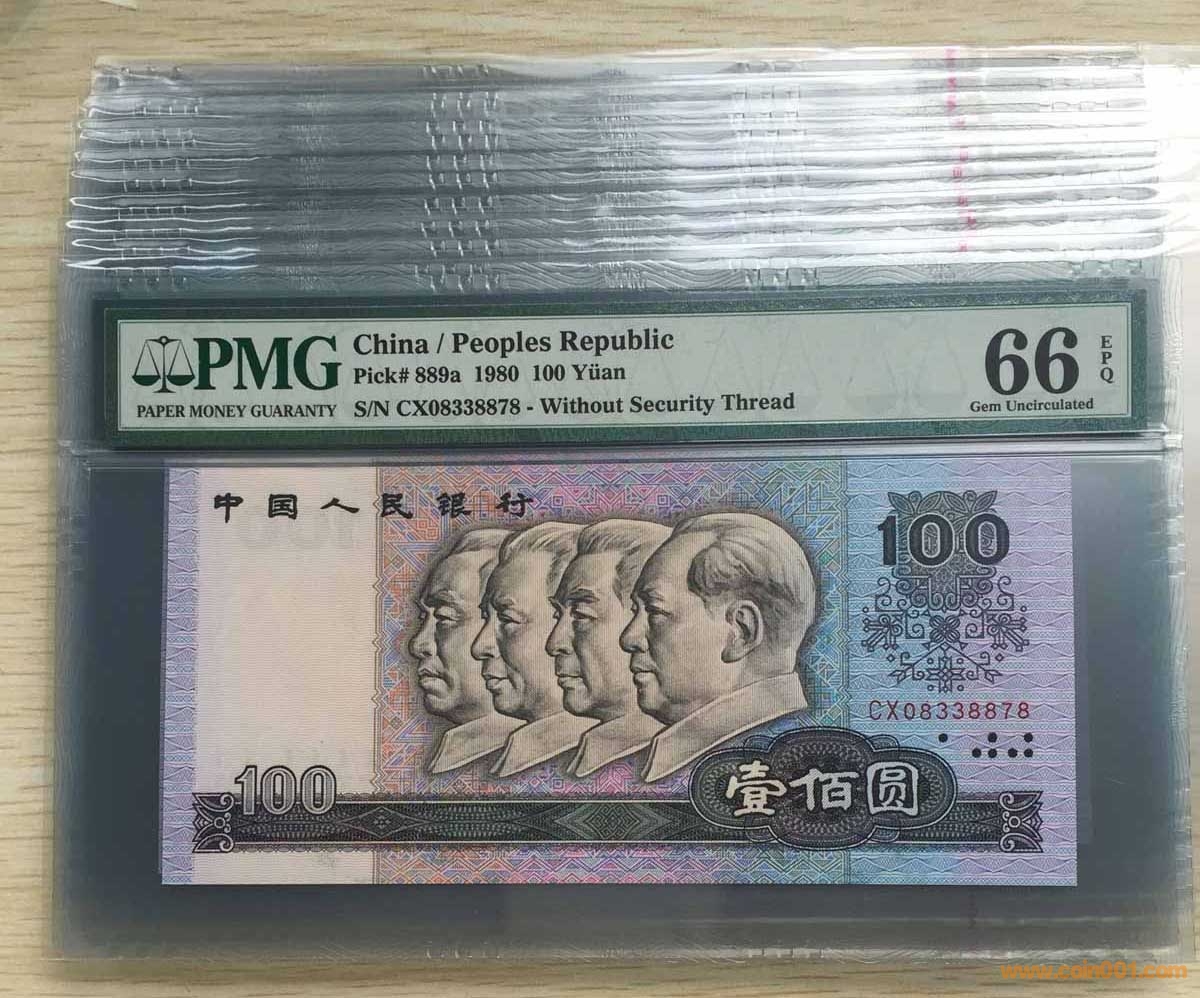 PMG
PAPER MONEY GUARANTY
China / Peoples Republic
Pick# 889a 1980 100 Yüan
S/N CX08338878 - Without Security Thread
66
EPQ
Gem Uncirculated
中国人民银行
100
CX08338878
100
壹佰圆
www.coin001.com